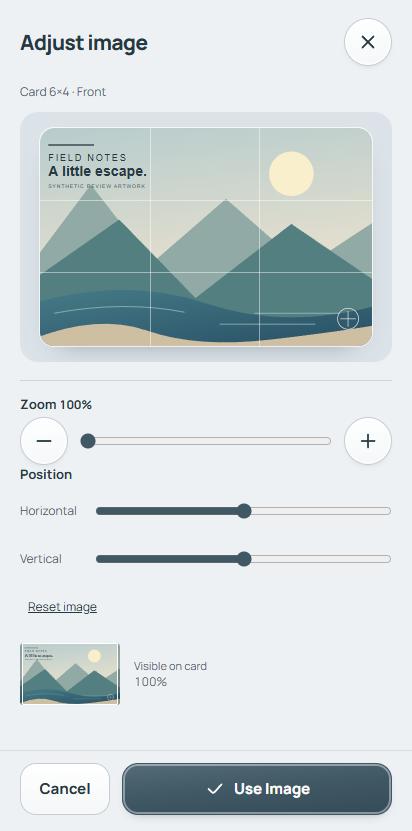 Adjust image
Card 6×4 · Front
FIELD NOTES
A little escape.
SYNTHETIC REVIEW ARTWORK
Zoom 100%
Position
Horizontal
Vertical
Reset image
Visible on card
100%
Cancel
Use Image